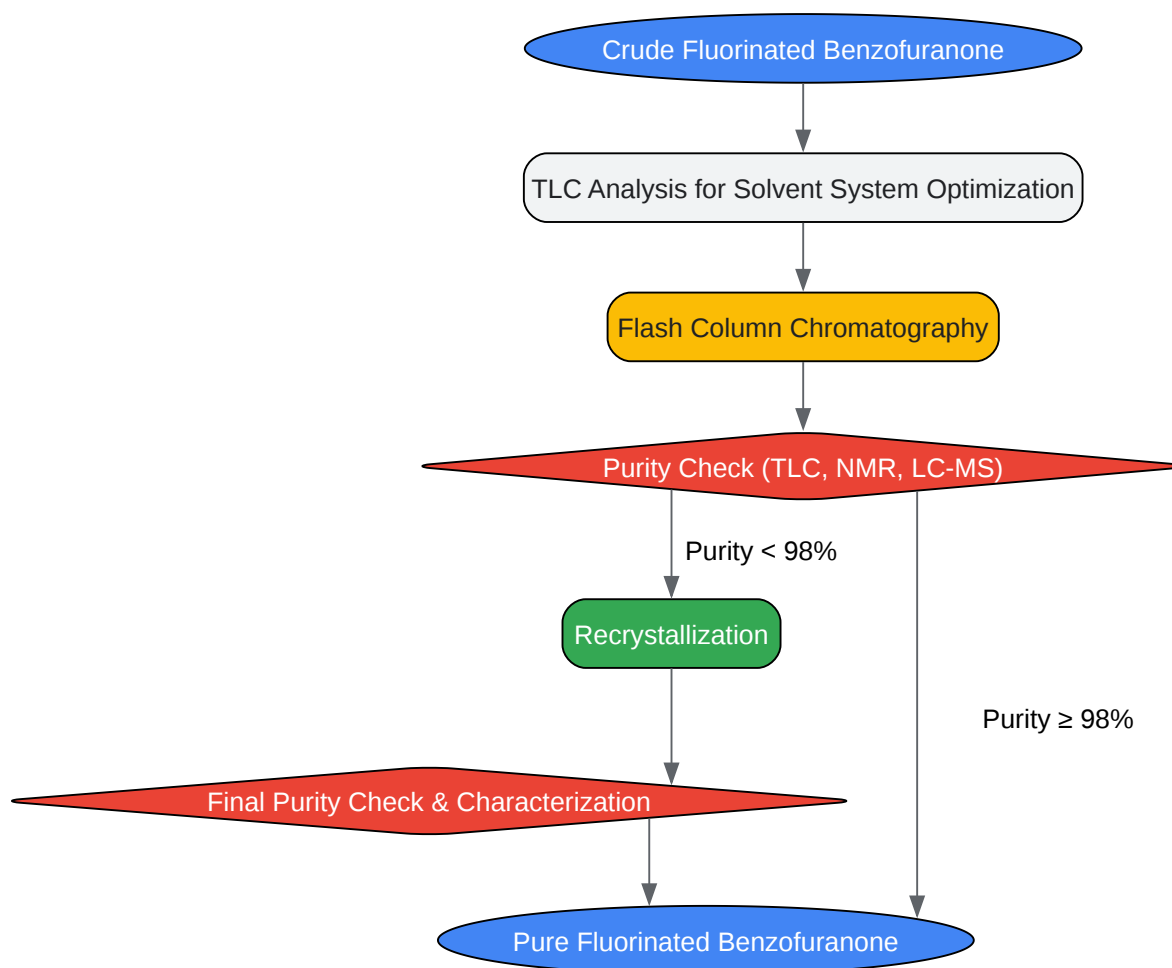 Crude Fluorinated Benzofuranone
TLC Analysis for Solvent System Optimization
Flash Column Chromatography
Purity Check (TLC, NMR, LC-MS)
Purity < 98%
Recrystallization
Purity ≥ 98%
Final Purity Check & Characterization
Pure Fluorinated Benzofuranone